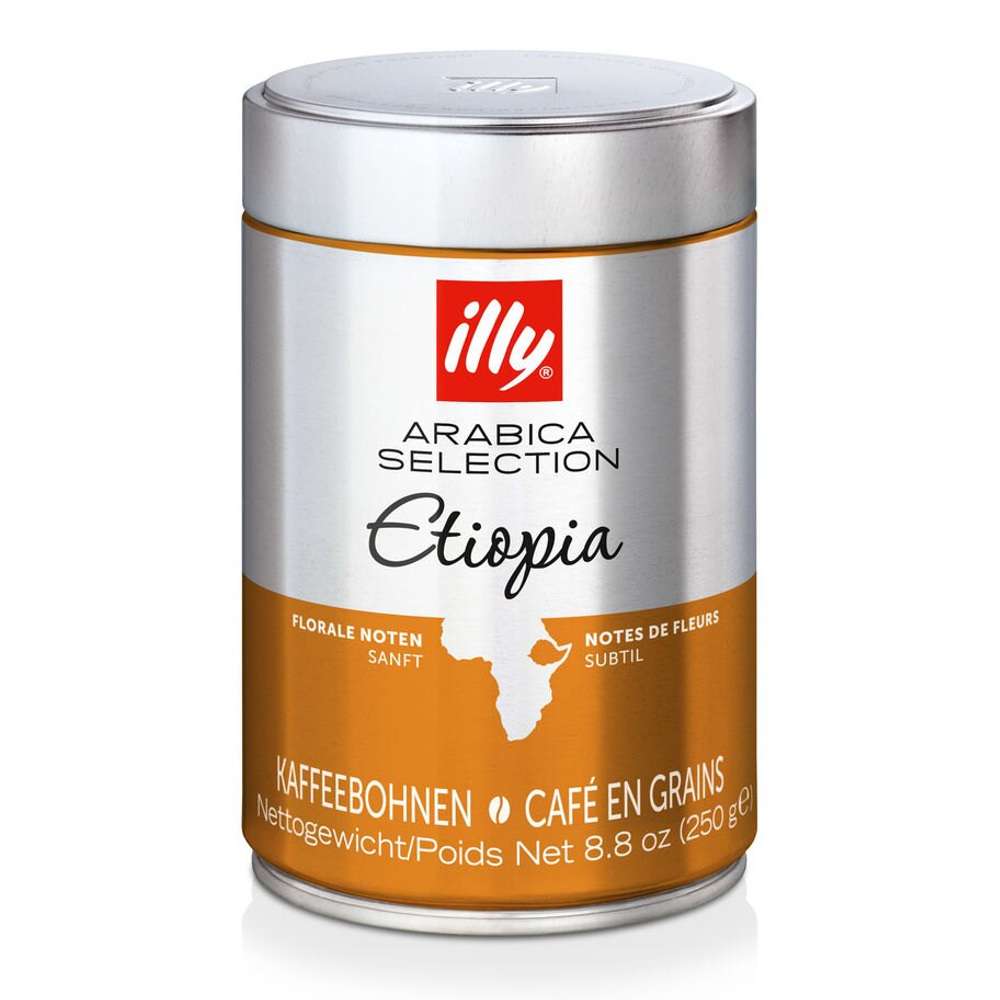 illy
illy®
ARABICA
SELECTION
Etiopia
FLORALE NOTEN
SANFT
NOTES DE FLEURS
SUBTIL
KAFFEEBOHNEN CAFÉ EN GRAINS
Nettogewicht/Poids Net 8.8 oz (250 g℮)